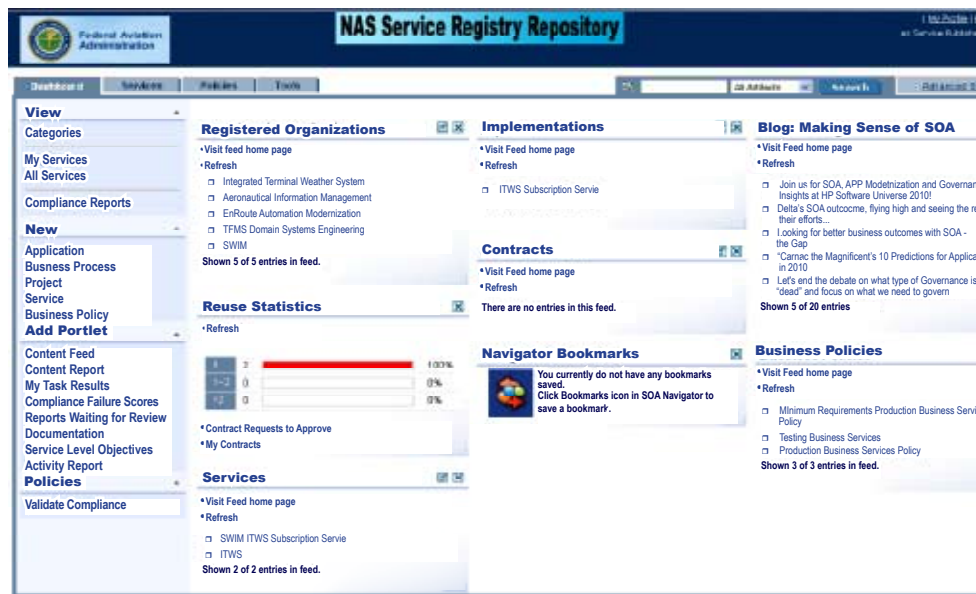 Federal Aviation
Administration
NAS Service Registry Repository
| My Profile |
Dashboard
Services
Policies
Tools
All Artifacts
Search
View
Categories
My Services
All Services
Compliance Reports
New
Application
Business Process
Project
Service
Business Policy
Add Portlet
Content Feed
Content Report
My Task Results
Compliance Failure Scores
Reports Waiting for Review
Documentation
Service Level Objectives
Activity Report
Policies
Validate Compliance
Registered Organizations
•Visit feed home page
•Refresh
Integrated Terminal Weather System
Aeronautical Information Management
EnRoute Automation Modernization
TFMS Domain Systems Engineering
SWIM
Shown 5 of 5 entries in feed.
Reuse Statistics
•Refresh
1 2 100%
1-2 0 0%
+2 0 0%
•Contract Requests to Approve
•My Contracts
Services
•Visit Feed home page
•Refresh
SWIM ITWS Subscription Servie
ITWS
Shown 2 of 2 entries in feed.
Implementations
•Visit Feed home page
•Refresh
ITWS Subscription Servie
Contracts
•Visit Feed home page
•Refresh
There are no entries in this feed.
Navigator Bookmarks
You currently do not have any bookmarks
saved.
Click Bookmarks icon in SOA Navigator to
save a bookmark.
Blog: Making Sense of SOA
•Visit Feed home page
•Refresh
Join us for SOA, APP Modetnization and Governan
Insights at HP Software Universe 2010!
Delta's SOA outcocme, flying high and seeing the re
their efforts...
Looking for better business outcomes with SOA -
the Gap
"Carnac the Magnificent's 10 Predictions for Applica
in 2010
Let's end the debate on what type of Governance is
"dead" and focus on what we need to govern
Shown 5 of 20 entries
Business Policies
•Visit Feed home page
•Refresh
MInimum Requirements Production Business Servi
Policy
Testing Business Services
Production Business Services Policy
Shown 3 of 3 entries in feed.